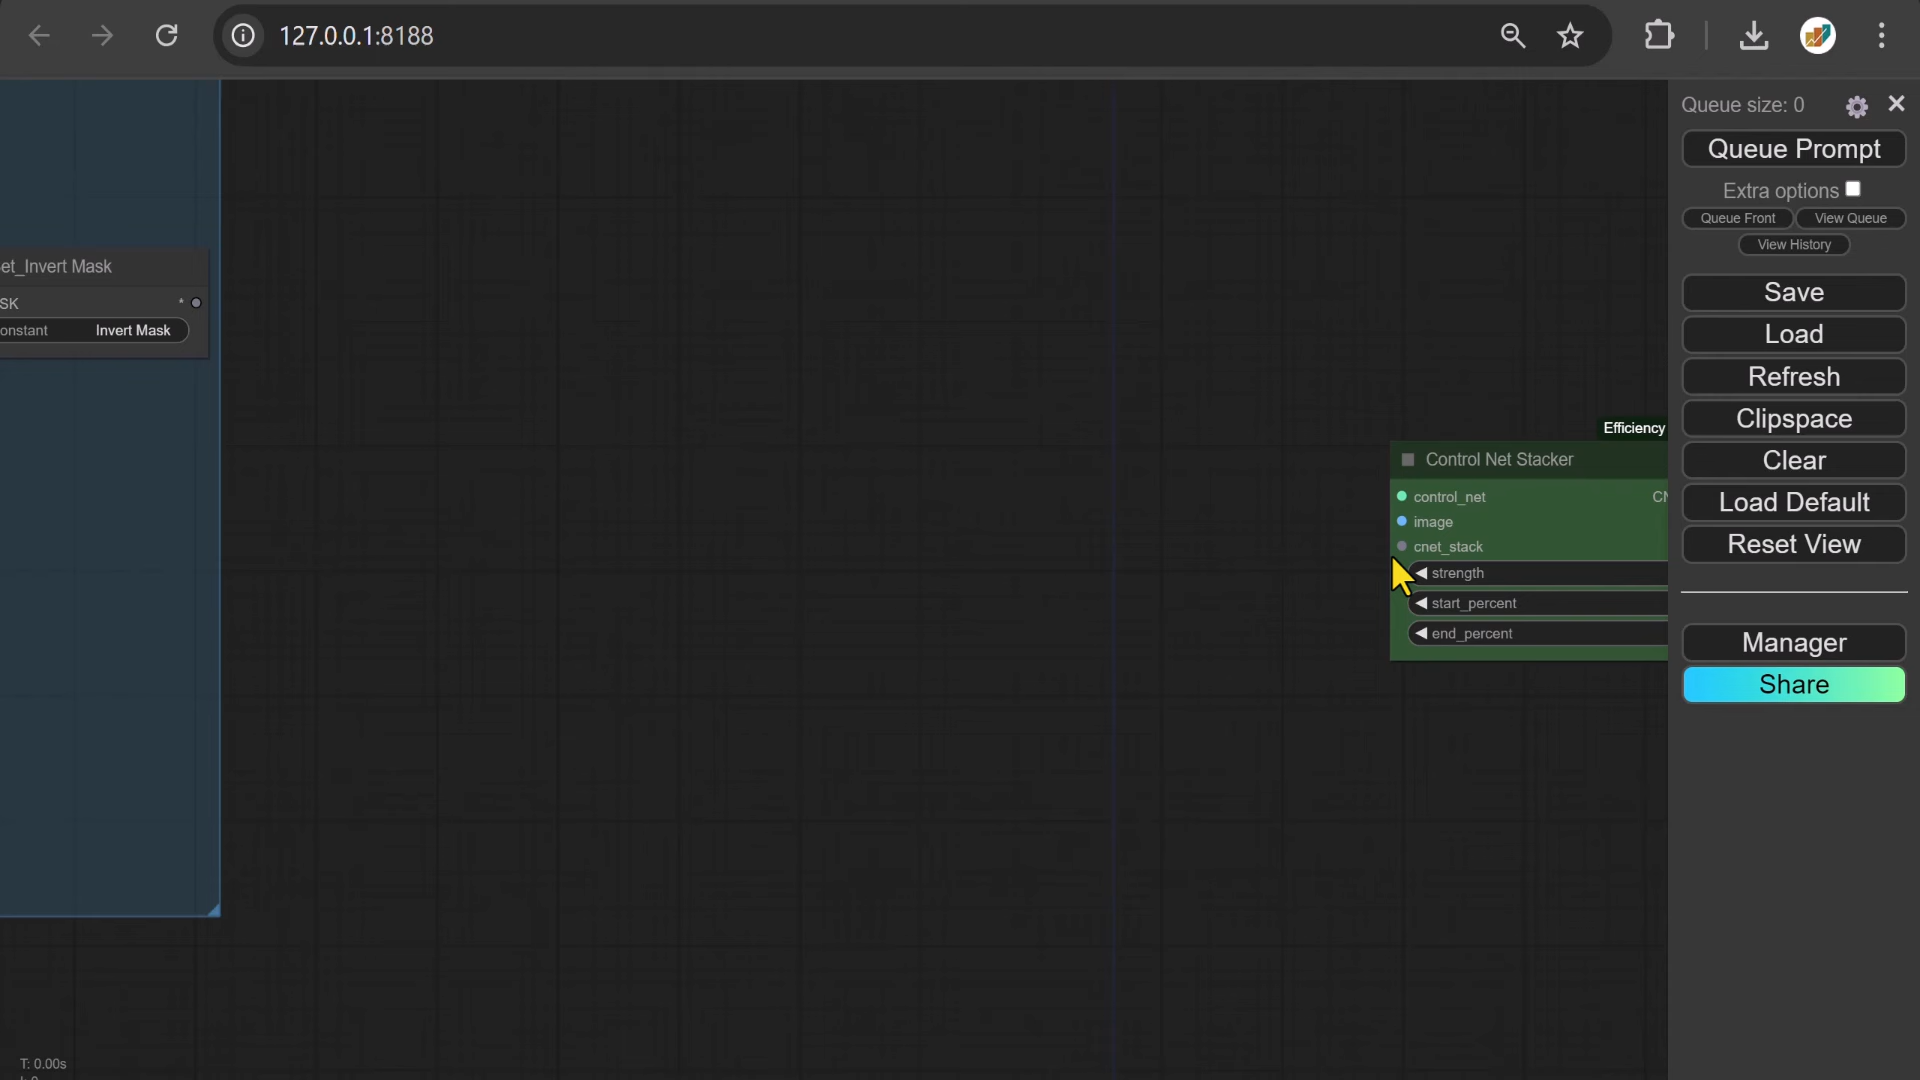 127.0.0.1:8188
Queue size: 0
Queue Prompt
Extra options
Queue Front
View Queue
View History
Save
Load
Refresh
Clipspace
Clear
Load Default
Reset View
Manager
Share
et_Invert Mask
SK
*
onstant
Invert Mask
Efficiency
Control Net Stacker
control_net
CN
image
cnet_stack
strength
start_percent
end_percent
T: 0.00s